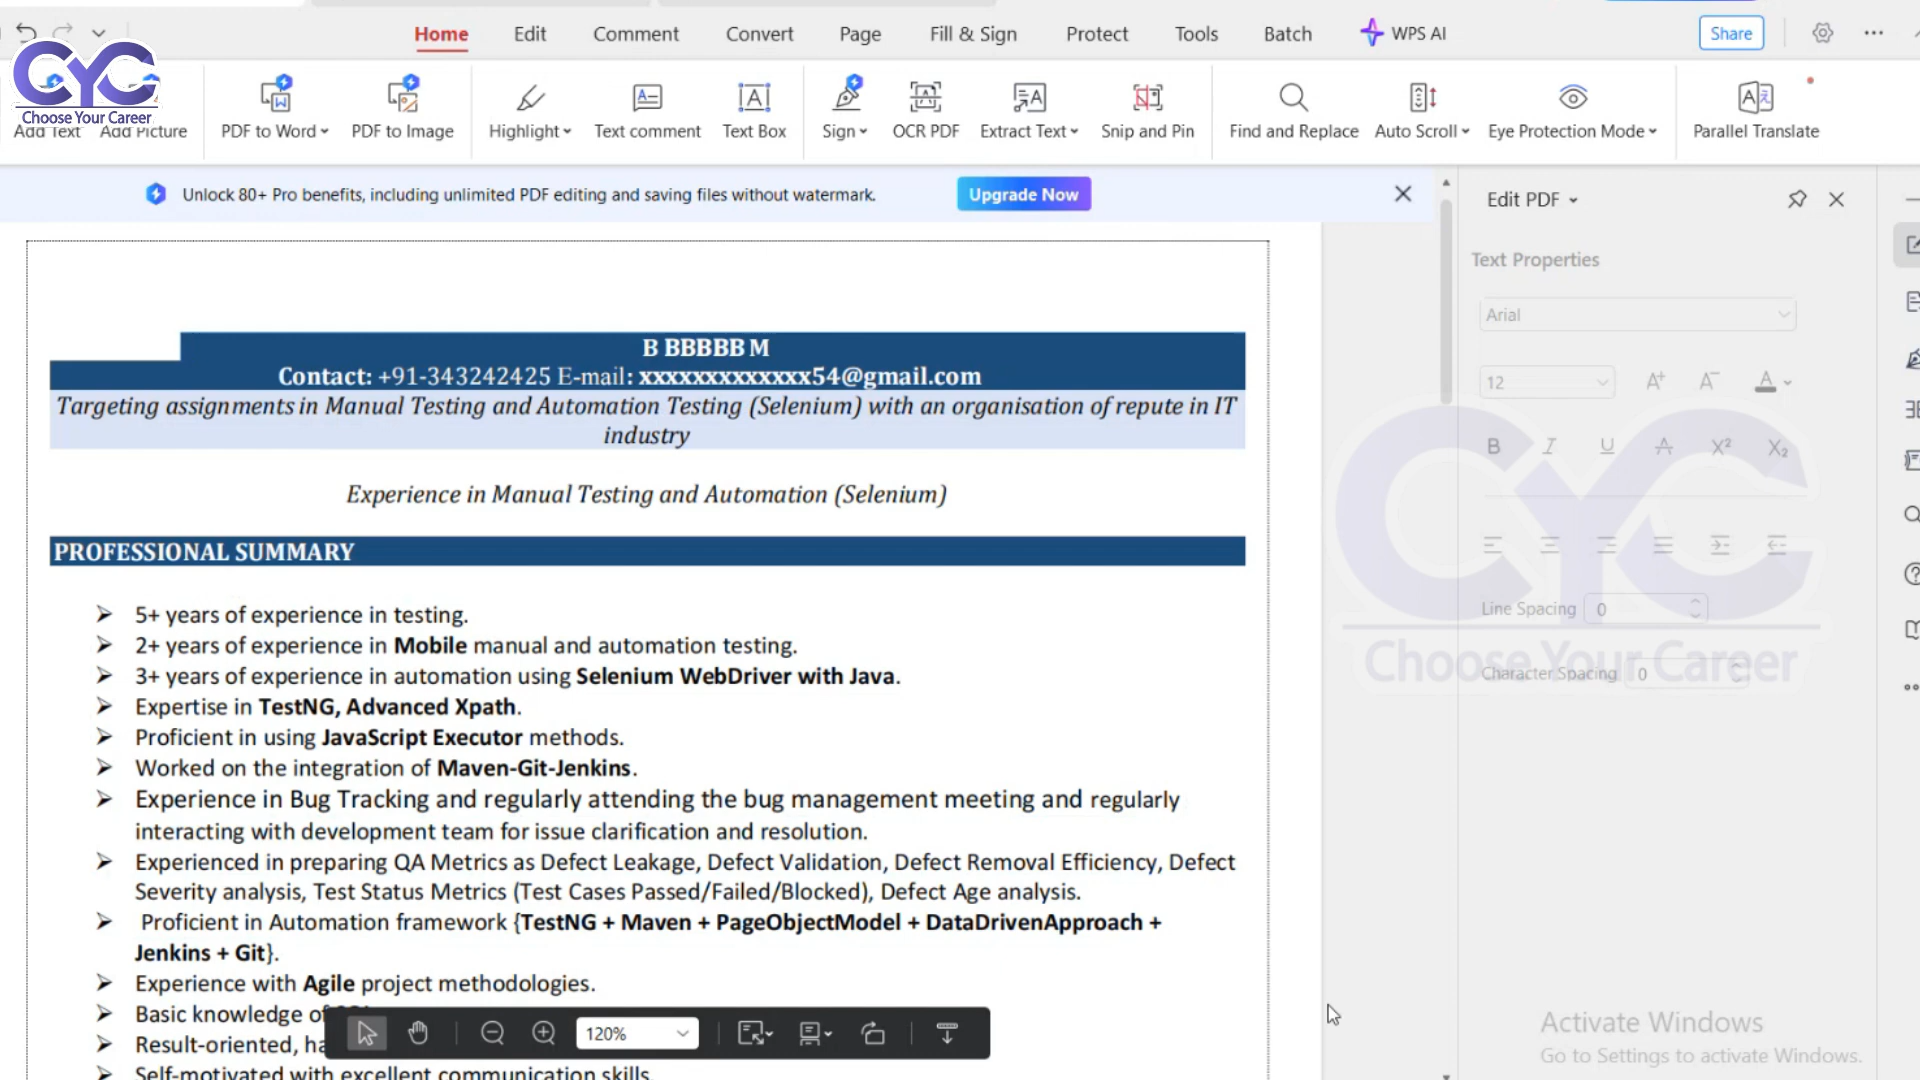 Home Edit Comment Convert Page Fill & Sign Protect Tools Batch WPS AI Share
CYC
Choose Your Career
Add Text Add Picture PDF to Word PDF to Image Highlight Text comment Text Box Sign OCR PDF Extract Text Snip and Pin Find and Replace Auto Scroll Eye Protection Mode Parallel Translate
Unlock 80+ Pro benefits, including unlimited PDF editing and saving files without watermark. Upgrade Now
Edit PDF
Text Properties
Arial
12
Line Spacing 0
Character Spacing 0
CYC
Choose Your Career
B BBBBB M
Contact: +91-343242425 E-mail: xxxxxxxxxxxxx54@gmail.com
Targeting assignments in Manual Testing and Automation Testing (Selenium) with an organisation of repute in IT
industry
Experience in Manual Testing and Automation (Selenium)
PROFESSIONAL SUMMARY
➢ 5+ years of experience in testing.
➢ 2+ years of experience in Mobile manual and automation testing.
➢ 3+ years of experience in automation using Selenium WebDriver with Java.
➢ Expertise in TestNG, Advanced Xpath.
➢ Proficient in using JavaScript Executor methods.
➢ Worked on the integration of Maven-Git-Jenkins.
➢ Experience in Bug Tracking and regularly attending the bug management meeting and regularly
interacting with development team for issue clarification and resolution.
➢ Experienced in preparing QA Metrics as Defect Leakage, Defect Validation, Defect Removal Efficiency, Defect
Severity analysis, Test Status Metrics (Test Cases Passed/Failed/Blocked), Defect Age analysis.
➢ Proficient in Automation framework {TestNG + Maven + PageObjectModel + DataDrivenApproach +
Jenkins + Git}.
➢ Experience with Agile project methodologies.
➢ Basic knowledge of
➢ Result-oriented,
➢ Self-motivated with excellent communication skills.
120%
Activate Windows
Go to Settings to activate Windows.